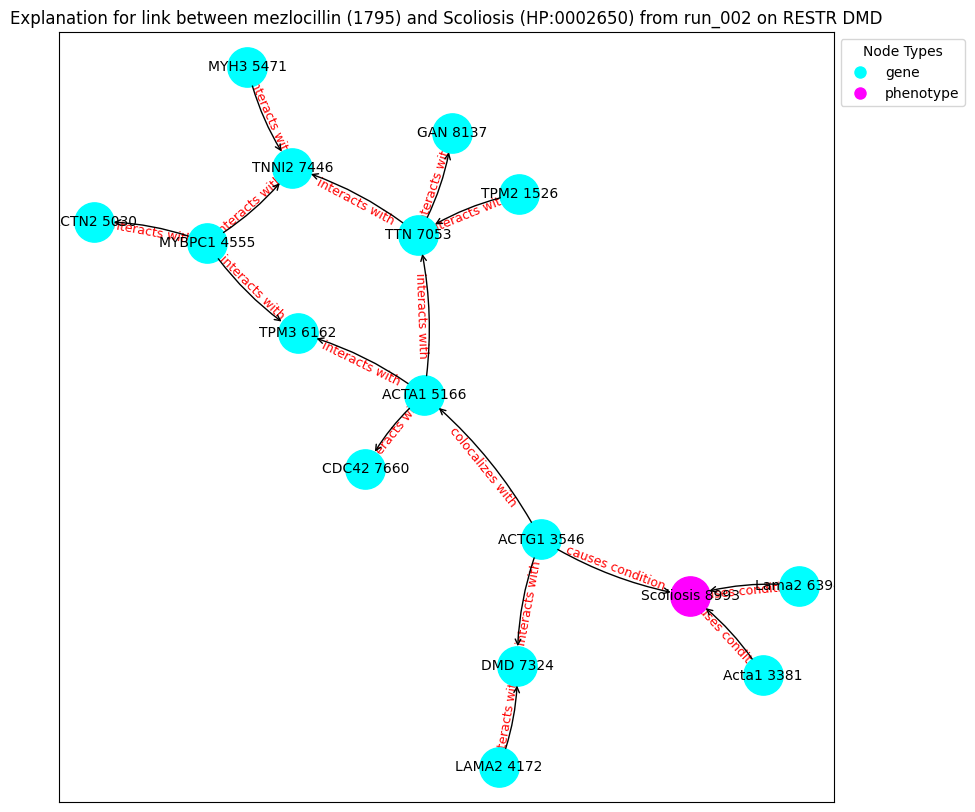 Explanation for link between mezlocillin (1795) and Scoliosis (HP:0002650) from run_002 on RESTR DMD
Node Types
gene
phenotype
MYH3 5471
interacts with
GAN 8137
TNNI2 7446
interacts with
TPM2 1526
interacts with
interacts with
interacts with
CTN2 5030
interacts with
MYBPC1 4555
TTN 7053
interacts with
TPM3 6162
interacts with
interacts with
ACTA1 5166
interacts with
CDC42 7660
colocalizes with
ACTG1 3546
causes condition
interacts with
Lama2 639
causes condition
Scoliosis 8993
causes condition
DMD 7324
Acta1 3381
interacts with
LAMA2 4172